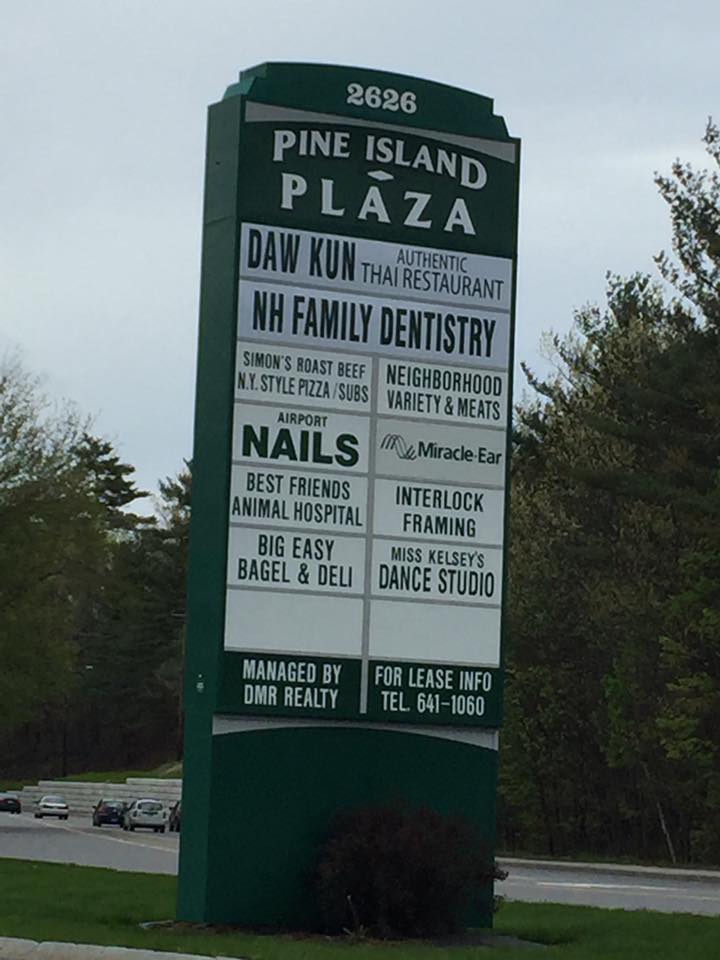 2626
PINE ISLAND
PLAZA
DAW KUN AUTHENTIC
THAI RESTAURANT
NH FAMILY DENTISTRY
SIMON'S ROAST BEEF
N.Y. STYLE PIZZA / SUBS
NEIGHBORHOOD
VARIETY & MEATS
AIRPORT
NAILS
Miracle-Ear
BEST FRIENDS
ANIMAL HOSPITAL
INTERLOCK
FRAMING
BIG EASY
BAGEL & DELI
MISS KELSEY'S
DANCE STUDIO
MANAGED BY
DMR REALTY
FOR LEASE INFO
TEL. 641-1060